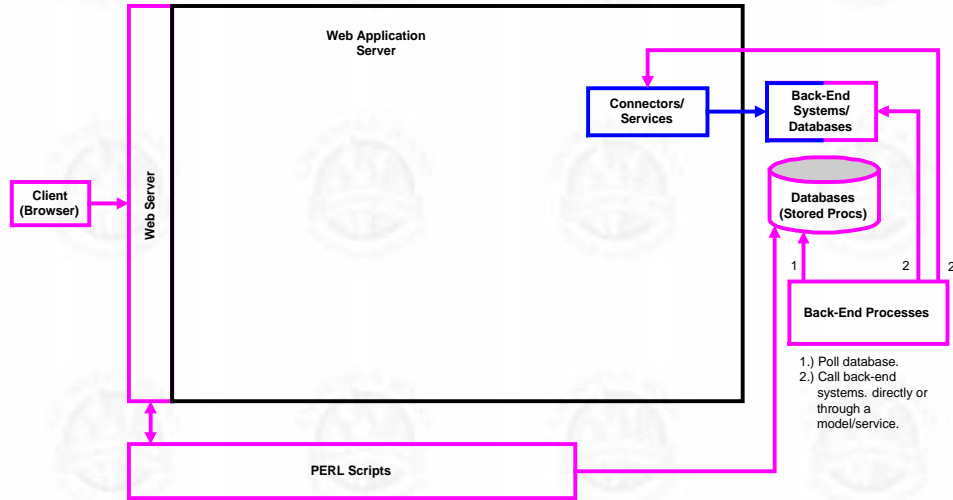 Web Application
Server
Connectors/
Services
Back-End
Systems/
Databases
Client
(Browser)
Web Server
Databases
(Stored Procs)
1
2
2
Back-End Processes
1.) Poll database.
2.) Call back-end
systems. directly or
through a
model/service.
PERL Scripts